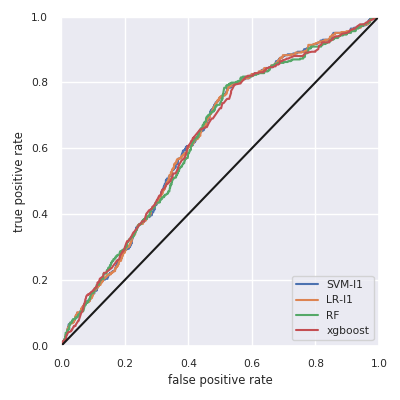 1.0
0.8
0.6
0.4
0.2
0.0
true positive rate
0.0 0.2 0.4 0.6 0.8 1.0
false positive rate
SVM-l1
LR-l1
RF
xgboost